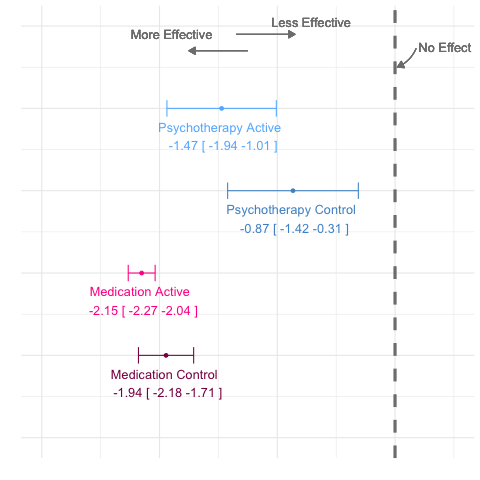 Less Effective
More Effective
No Effect
Psychotherapy Active
-1.47 [ -1.94 -1.01 ]
Psychotherapy Control
-0.87 [ -1.42 -0.31 ]
Medication Active
-2.15 [ -2.27 -2.04 ]
Medication Control
-1.94 [ -2.18 -1.71 ]